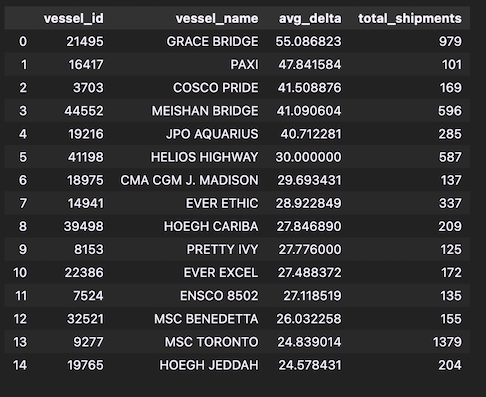 vessel_id vessel_name avg_delta total_shipments
0 21495 GRACE BRIDGE 55.086823 979
1 16417 PAXI 47.841584 101
2 3703 COSCO PRIDE 41.508876 169
3 44552 MEISHAN BRIDGE 41.090604 596
4 19216 JPO AQUARIUS 40.712281 285
5 41198 HELIOS HIGHWAY 30.000000 587
6 18975 CMA CGM J. MADISON 29.693431 137
7 14941 EVER ETHIC 28.922849 337
8 39498 HOEGH CARIBA 27.846890 209
9 8153 PRETTY IVY 27.776000 125
10 22386 EVER EXCEL 27.488372 172
11 7524 ENSCO 8502 27.118519 135
12 32521 MSC BENEDETTA 26.032258 155
13 9277 MSC TORONTO 24.839014 1379
14 19765 HOEGH JEDDAH 24.578431 204